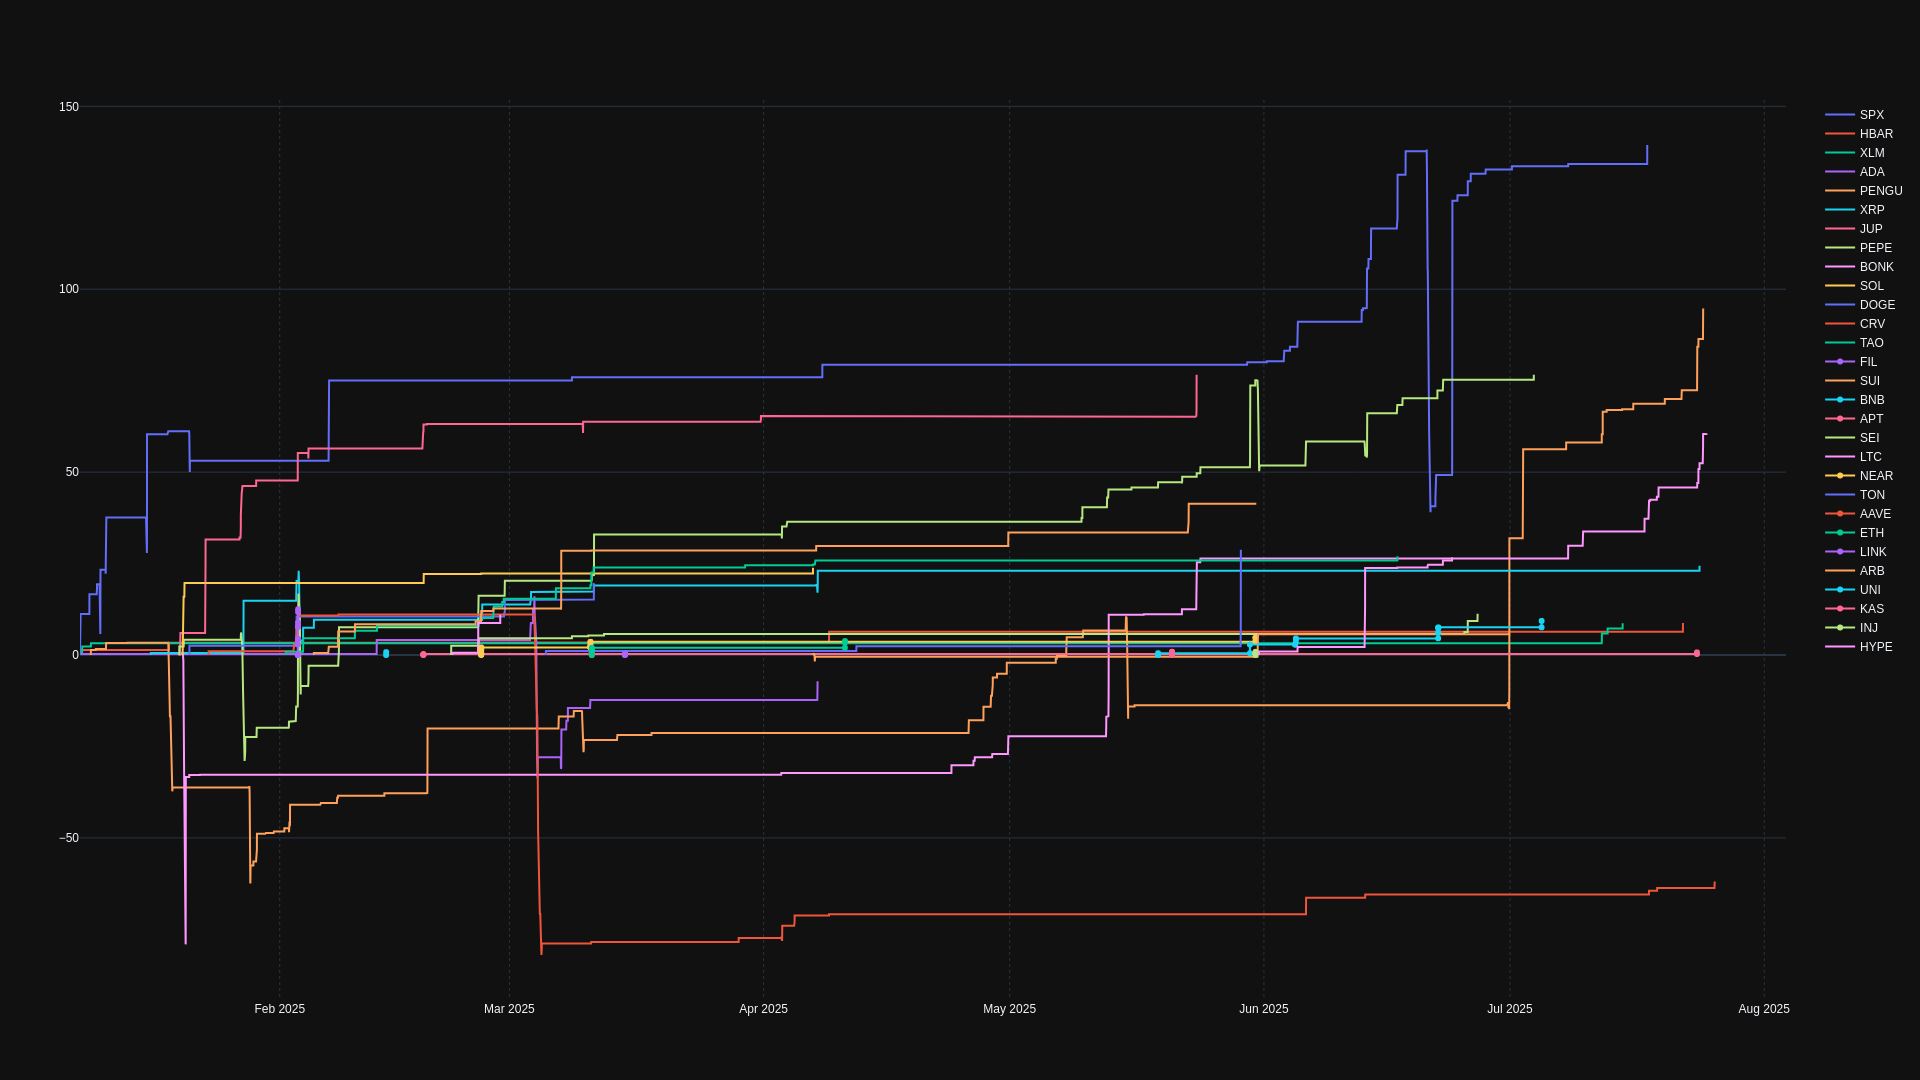 150
100
50
0
−50
Feb 2025
Mar 2025
Apr 2025
May 2025
Jun 2025
Jul 2025
Aug 2025
SPX
HBAR
XLM
ADA
PENGU
XRP
JUP
PEPE
BONK
SOL
DOGE
CRV
TAO
FIL
SUI
BNB
APT
SEI
LTC
NEAR
TON
AAVE
ETH
LINK
ARB
UNI
KAS
INJ
HYPE